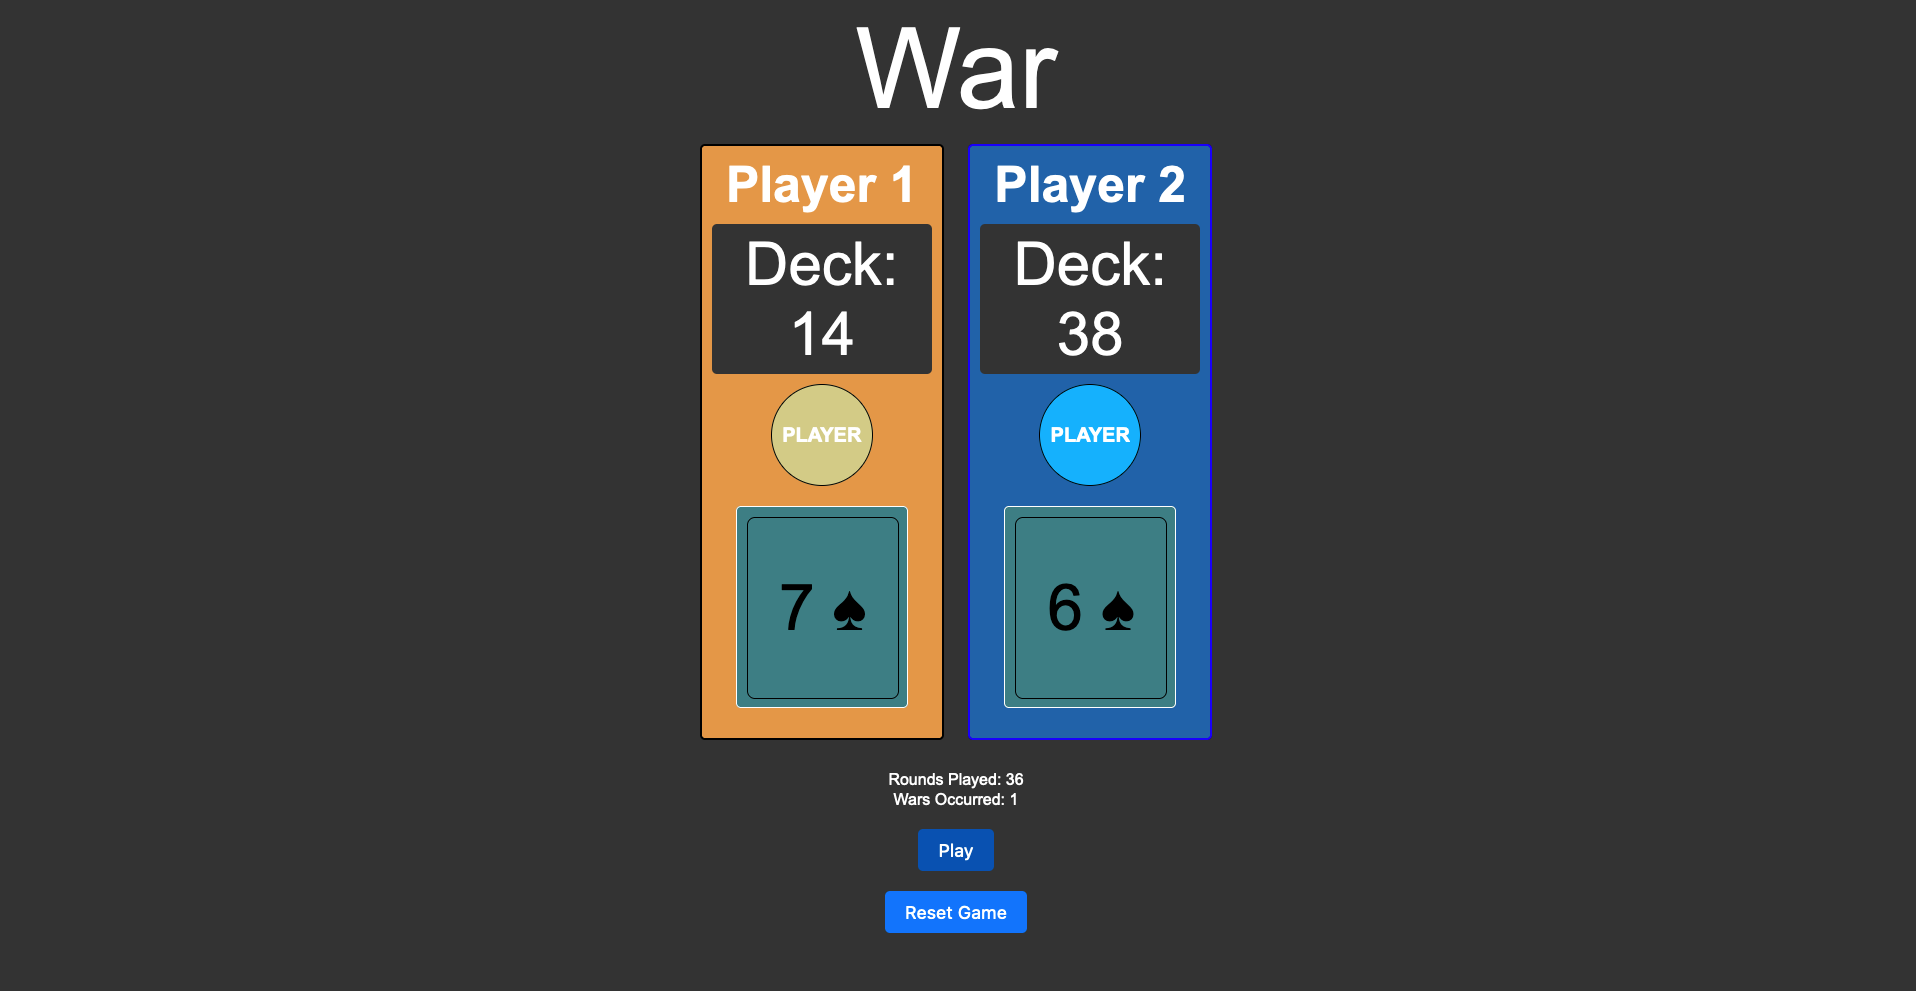 War
Player 1
Deck:
14
PLAYER
7 ♠
Player 2
Deck:
38
PLAYER
6 ♠
Rounds Played: 36
Wars Occurred: 1
Play
Reset Game